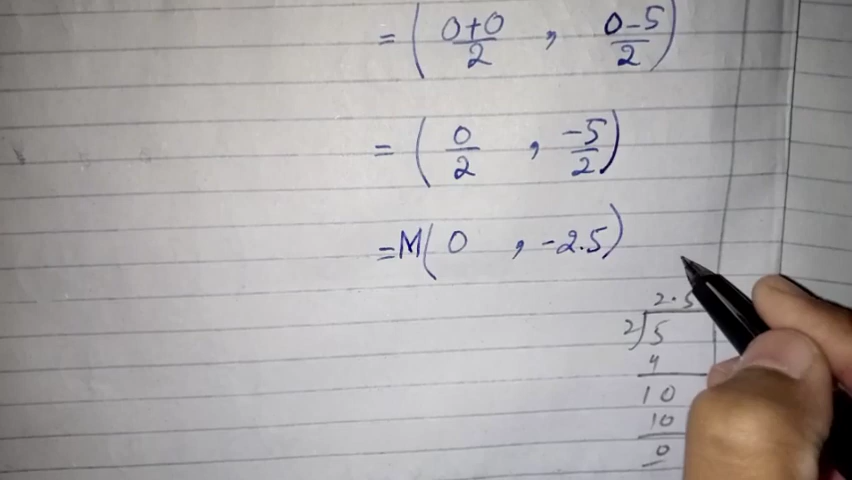 = ( 0+0/2 , 0-5/2 )
= ( 0/2 , -5/2 )
=M( 0 , -2.5)
2.5
2)5
4
10
10
0